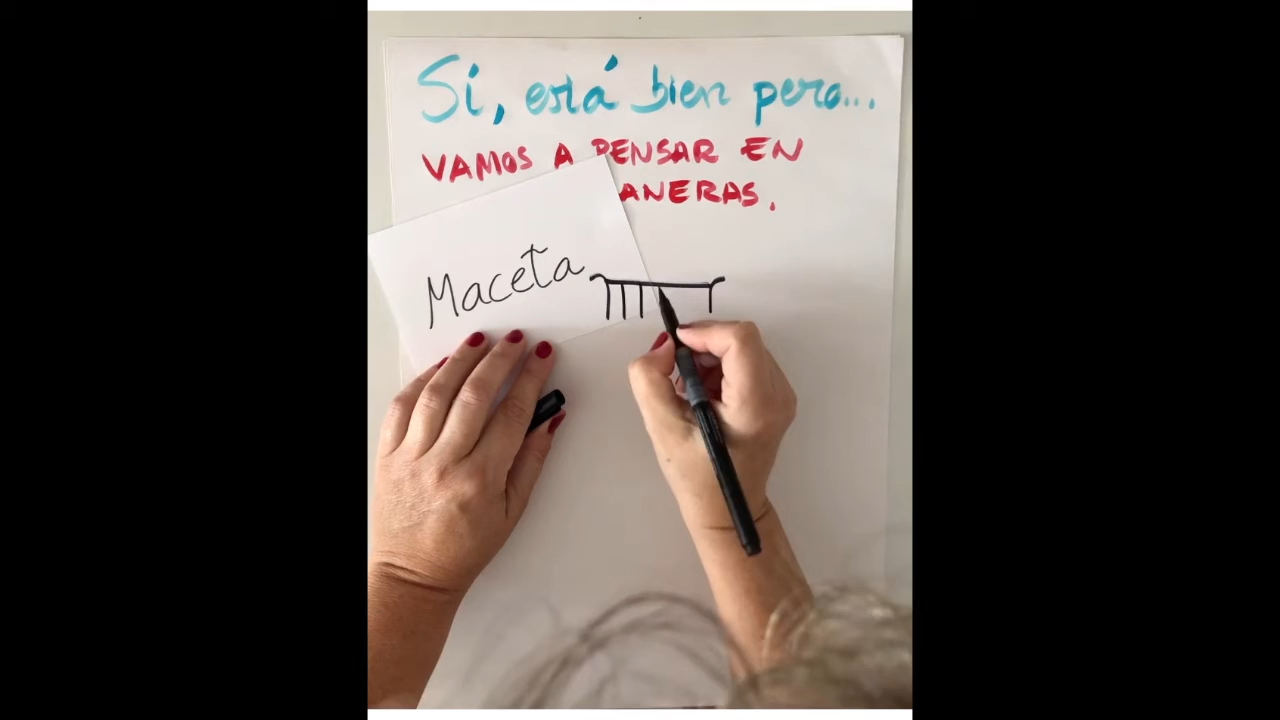 Sí, está bien pero...
VAMOS A PENSAR EN
ANERAS.
Maceta